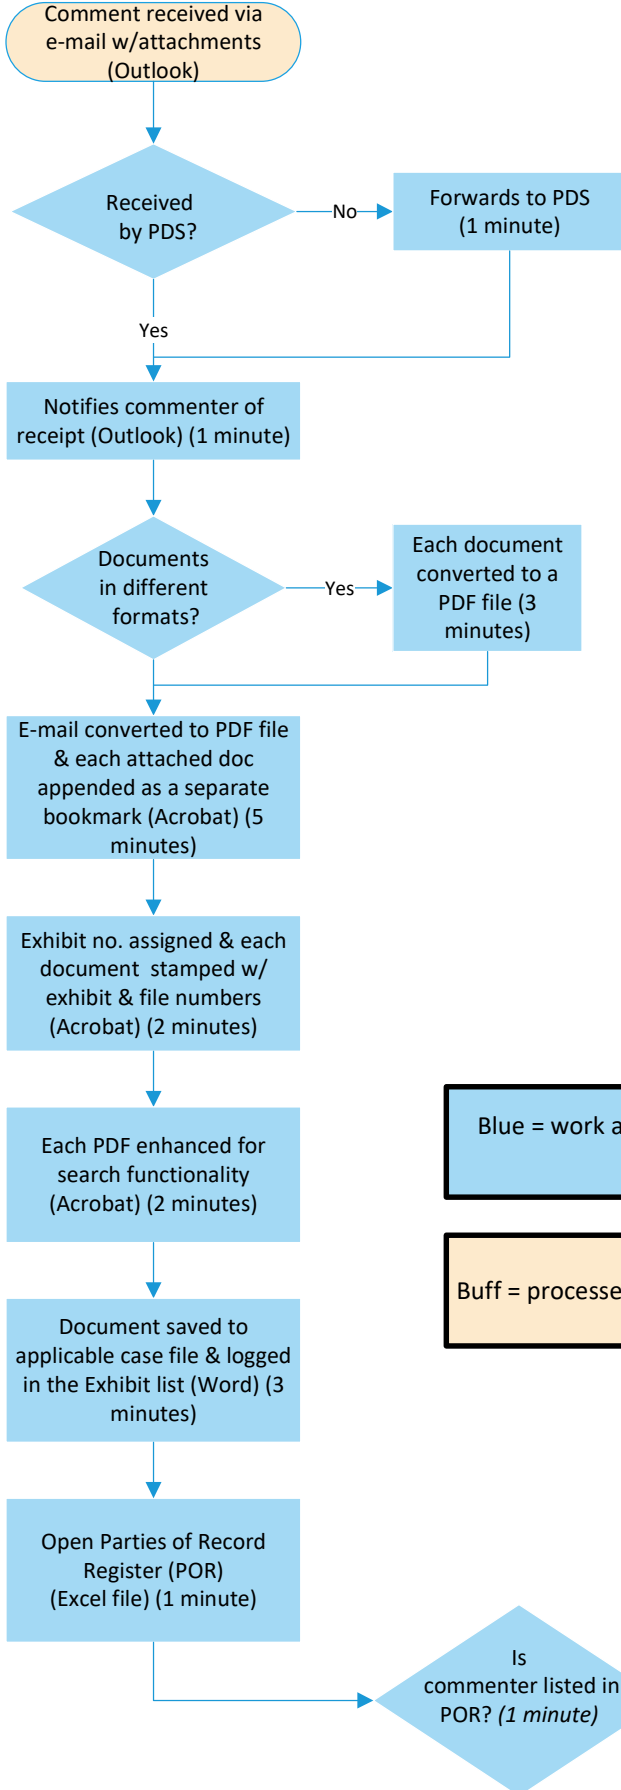 Comment received via
e-mail w/attachments
(Outlook)
Received
by PDS?
No
Forwards to PDS
(1 minute)
Yes
Notifies commenter of
receipt (Outlook) (1 minute)
Documents
in different
formats?
Yes
Each document
converted to a
PDF file (3
minutes)
E-mail converted to PDF file
& each attached doc
appended as a separate
bookmark (Acrobat) (5
minutes)
Exhibit no. assigned & each
document stamped w/
exhibit & file numbers
(Acrobat) (2 minutes)
Each PDF enhanced for
search functionality
(Acrobat) (2 minutes)
Blue = work a
Buff = processe
Document saved to
applicable case file & logged
in the Exhibit list (Word) (3
minutes)
Open Parties of Record
Register (POR)
(Excel file) (1 minute)
Is
commenter listed in
POR? (1 minute)